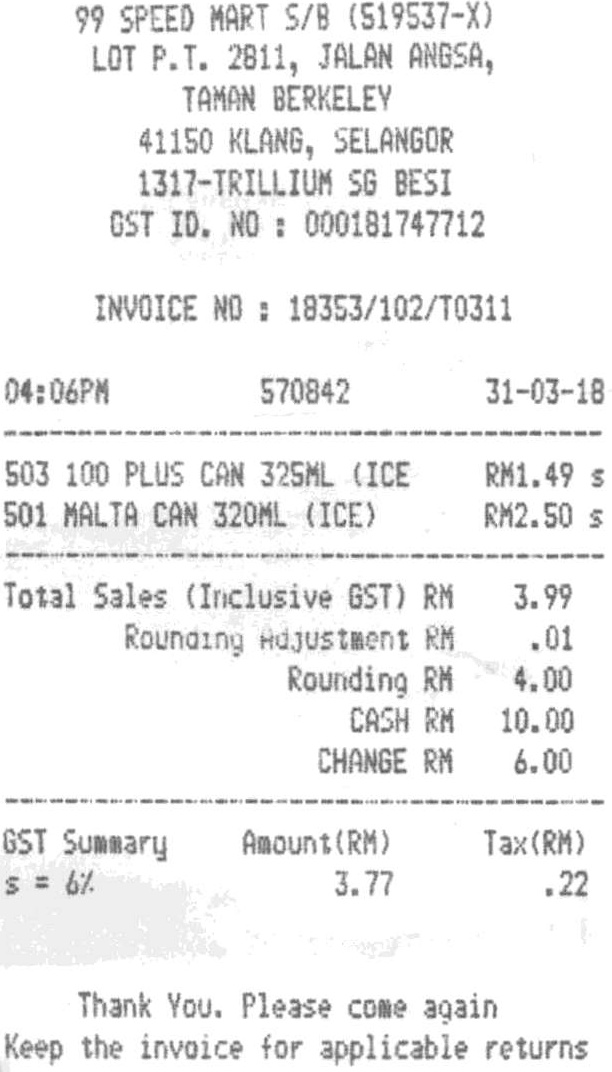 99 SPEED MART S/B (519537-X)
LOT P.T. 2811, JALAN ANGSA,
TAMAN BERKELEY
41150 KLANG, SELANGOR
1317-TRILLIUM SG BESI
GST ID. NO : 000181747712
INVOICE NO : 18353/102/T0311
04:06PM 570842 31-03-18
503 100 PLUS CAN 325ML (ICE RM1.49 s
501 MALTA CAN 320ML (ICE) RM2.50 s
Total Sales (Inclusive GST) RM 3.99
Rounding Adjustment RM .01
Rounding RM 4.00
CASH RM 10.00
CHANGE RM 6.00
GST Summary Amount(RM) Tax(RM)
s = 6% 3.77 .22
Thank You. Please come again
Keep the invoice for applicable returns